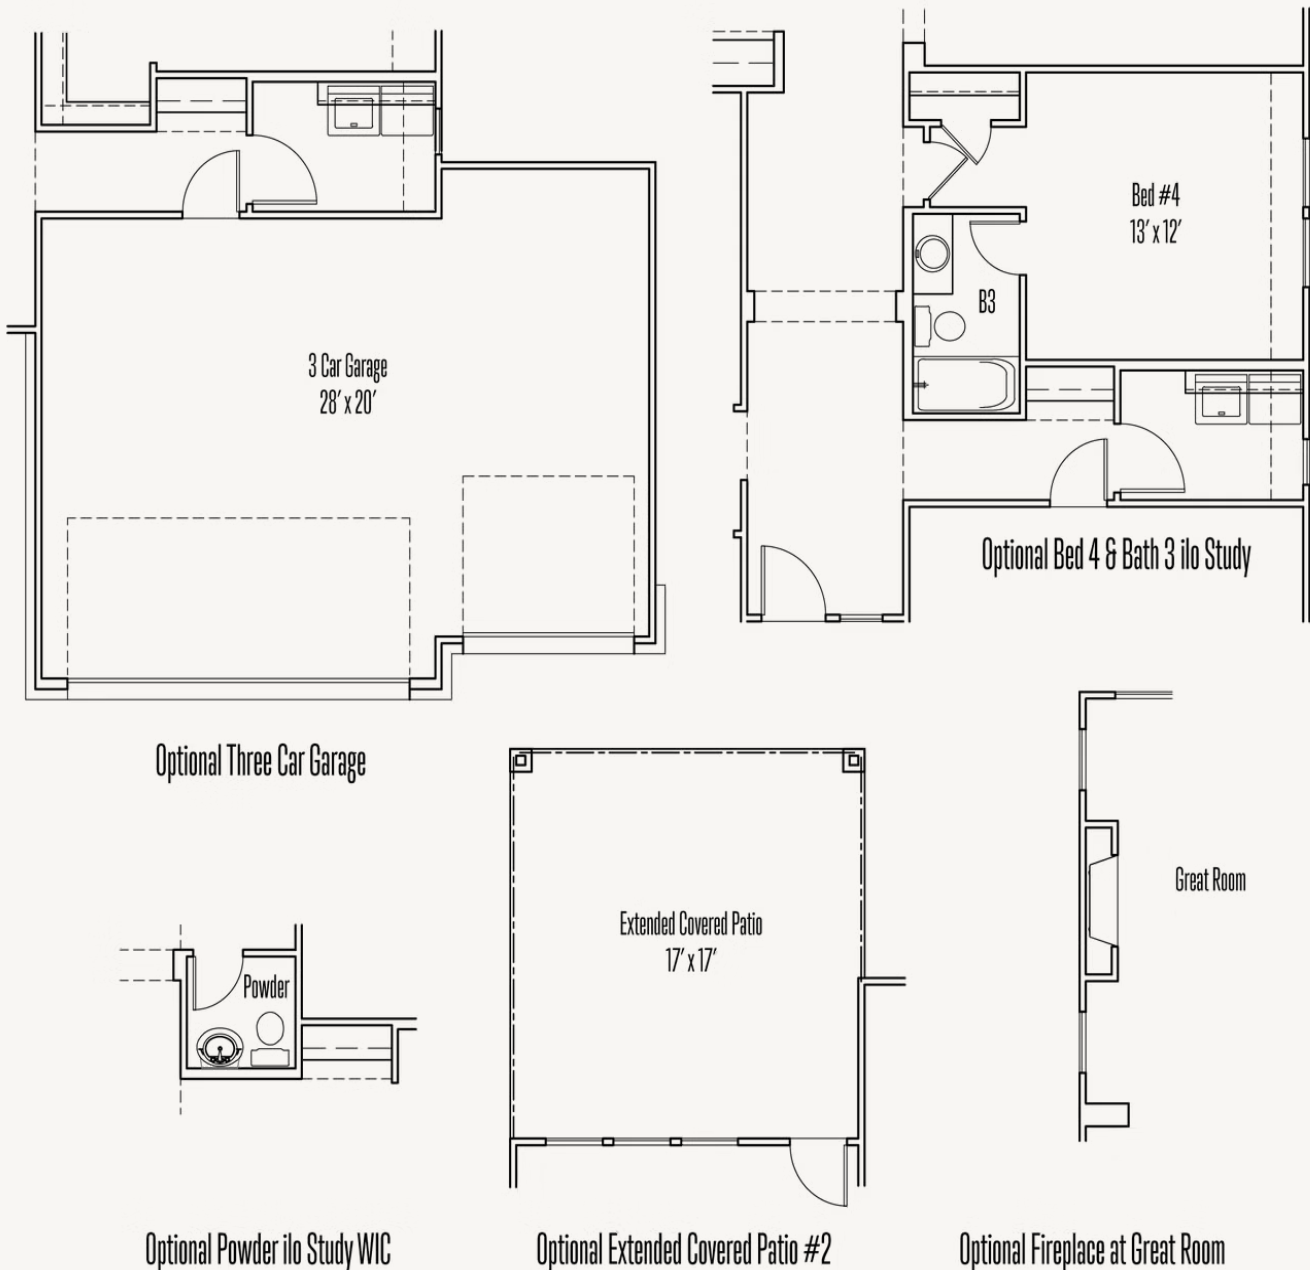 3 Car Garage
28' x 20'
Optional Three Car Garage
Bed #4
13' x 12'
B3
Optional Bed 4 & Bath 3 ilo Study
Powder
Optional Powder ilo Study WIC
Extended Covered Patio
17' x 17'
Optional Extended Covered Patio #2
Great Room
Optional Fireplace at Great Room